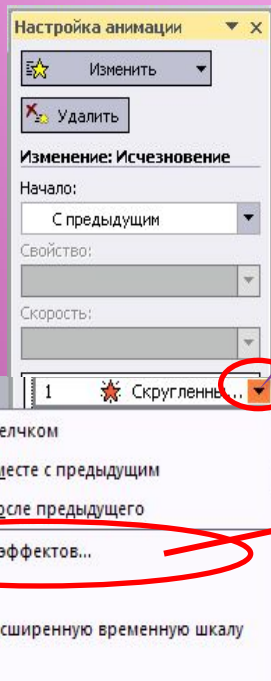 Настройка анимации
Изменить
Удалить
Изменение: Исчезновение
Начало:
С предыдущим
Свойство:
Скорость:
1 Скругленны...
елчком
месте с предыдущим
осле предыдущего
эффектов...
сширенную временную шкалу